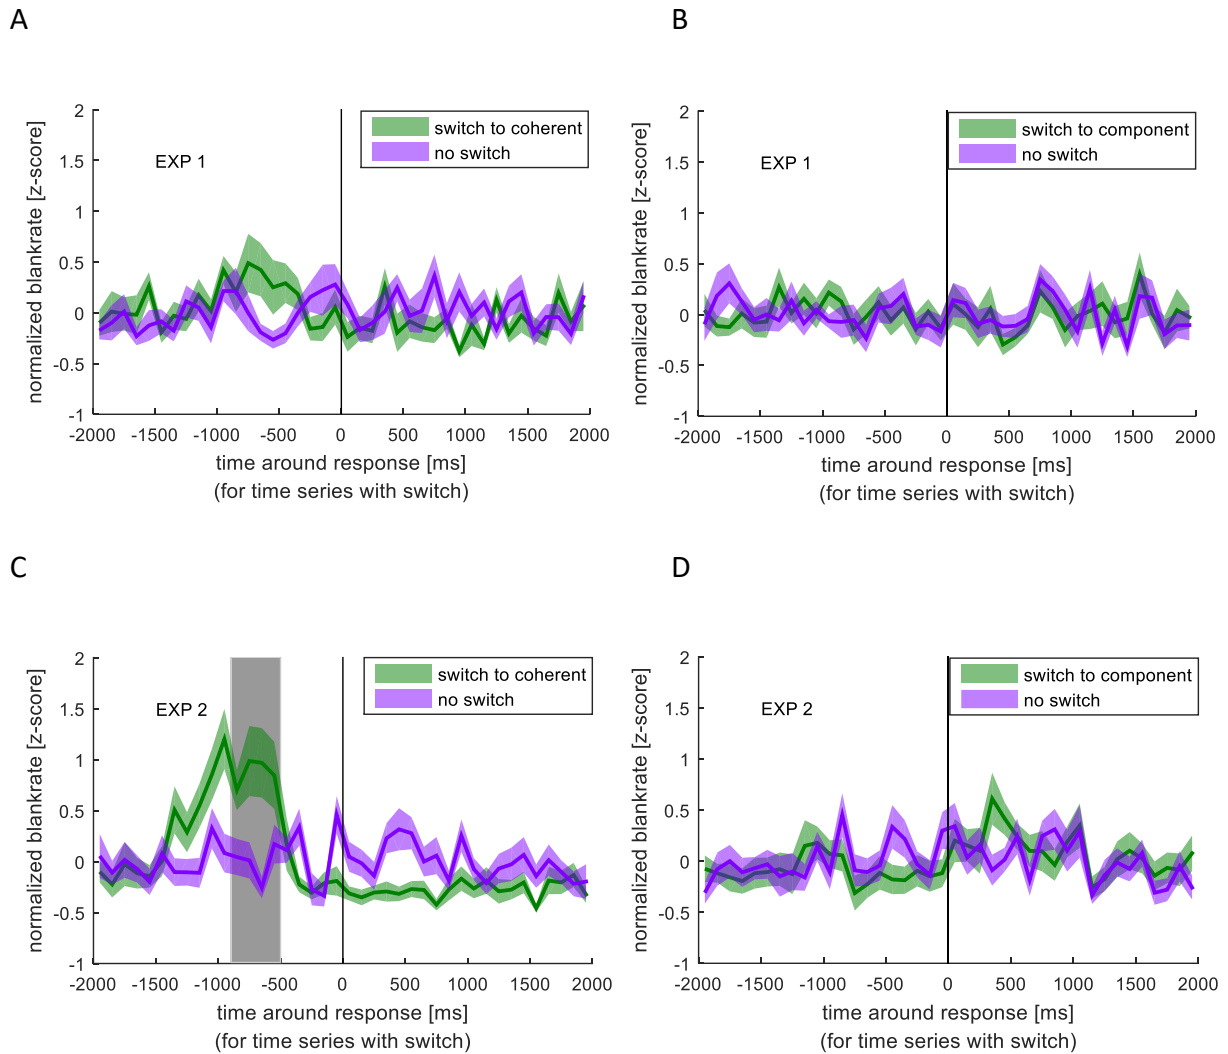 A
B
2
1.5
1
0.5
0
-0.5
-1
normalized blankrate [z-score]
EXP 1
switch to coherent
no switch
-2000 -1500 -1000 -500 0 500 1000 1500 2000
time around response [ms]
(for time series with switch)
2
1.5
1
0.5
0
-0.5
-1
normalized blankrate [z-score]
EXP 1
switch to component
no switch
-2000 -1500 -1000 -500 0 500 1000 1500 2000
time around response [ms]
(for time series with switch)
C
D
2
1.5
1
0.5
0
-0.5
-1
normalized blankrate [z-score]
EXP 2
switch to coherent
no switch
-2000 -1500 -1000 -500 0 500 1000 1500 2000
time around response [ms]
(for time series with switch)
2
1.5
1
0.5
0
-0.5
-1
normalized blankrate [z-score]
EXP 2
switch to component
no switch
-2000 -1500 -1000 -500 0 500 1000 1500 2000
time around response [ms]
(for time series with switch)